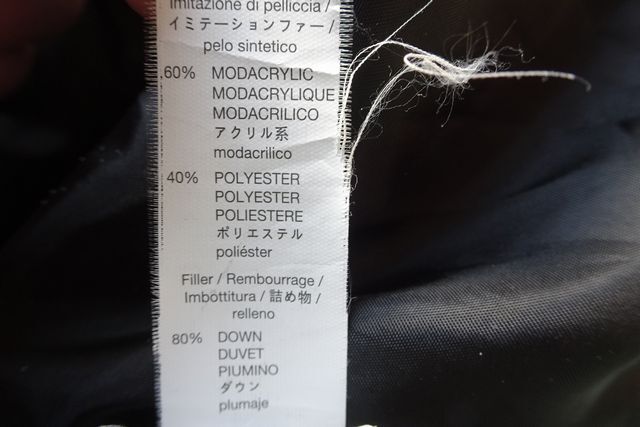 Imitazione di pelliccia /
イミテーションファー /
pelo sintetico
60% MODACRYLIC
MODACRYLIQUE
MODACRILICO
アクリル系
modacrilico
40% POLYESTER
POLYESTER
POLIESTERE
ポリエステル
poliéster
Filler / Rembourrage /
Imbottitura / 詰め物 /
relleno
80% DOWN
DUVET
PIUMINO
ダウン
plumaje